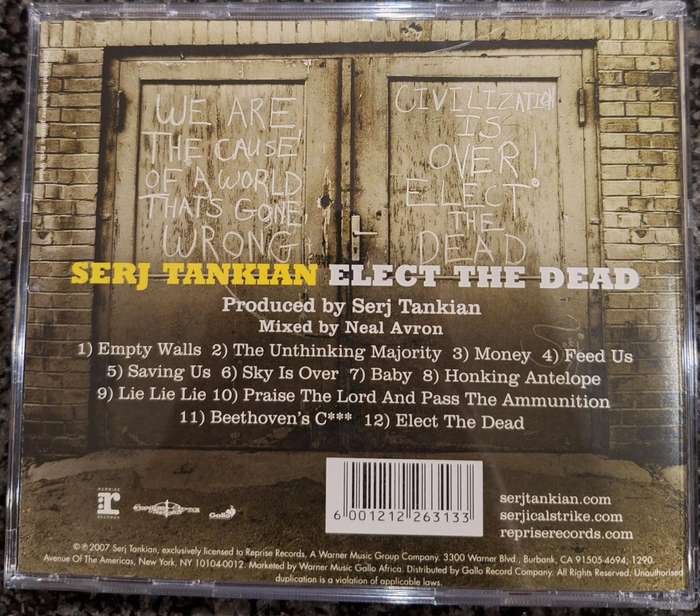 WE ARE
THE CAUSE
OF A WORLD
THAT'S GONE
WRONG
CIVILIZATION
IS
OVER!
ELECT
THE
DEAD
SERJ TANKIAN ELECT THE DEAD
Produced by Serj Tankian
Mixed by Neal Avron
1) Empty Walls 2) The Unthinking Majority 3) Money 4) Feed Us
5) Saving Us 6) Sky Is Over 7) Baby 8) Honking Antelope
9) Lie Lie Lie 10) Praise The Lord And Pass The Ammunition
11) Beethoven's C*** 12) Elect The Dead
6 001212 263133
serjtankian.com
serjicalstrike.com
repriserecords.com
REPRISE
r
RECORDS
Gallo
©℗ 2007 Serj Tankian, exclusively licensed to Reprise Records, A Warner Music Group Company. 3300 Warner Blvd., Burbank, CA 91505-4694; 1290
Avenue Of The Americas, New York, NY 10104-0012. Marketed by Warner Music Gallo Africa. Distributed by Gallo Record Company. All Rights Reserved. Unauthorised
duplication is a violation of applicable laws.